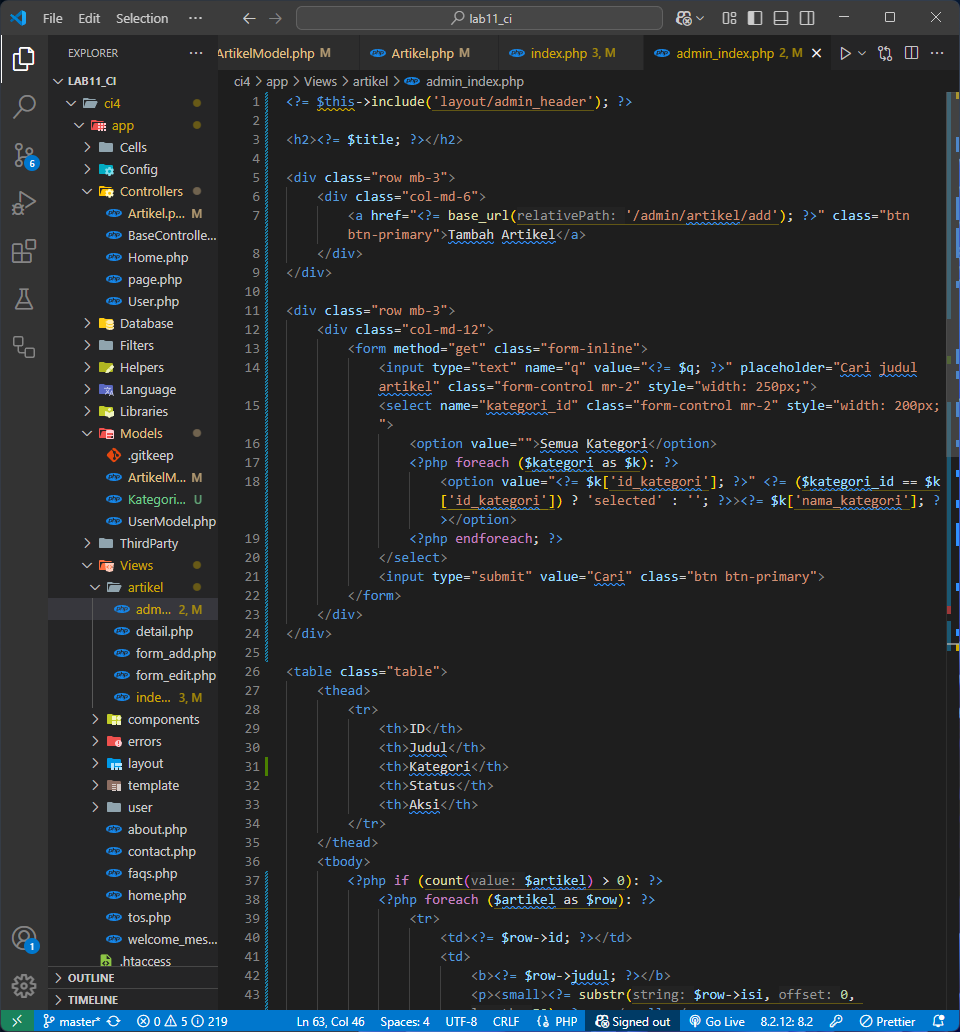 File Edit Selection ··· lab11_ci
EXPLORER ···
LAB11_CI
ci4
app
Cells
Config
Controllers
Artikel.p... M
BaseControlle...
Home.php
page.php
User.php
Database
Filters
Helpers
Language
Libraries
Models
.gitkeep
ArtikelM... M
Kategori... U
UserModel.php
ThirdParty
Views
artikel
adm... 2, M
detail.php
form_add.php
form_edit.php
inde... 3, M
components
errors
layout
template
user
about.php
contact.php
faqs.php
home.php
tos.php
welcome_mes...
.htaccess
OUTLINE
TIMELINE
6
1
ArtikelModel.php M Artikel.php M index.php 3, M admin_index.php 2, M
ci4 > app > Views > artikel > admin_index.php
1 <?= $this->include('layout/admin_header'); ?>
2
3 <h2><?= $title; ?></h2>
4
5 <div class="row mb-3">
6 <div class="col-md-6">
7 <a href="<?= base_url(relativePath: '/admin/artikel/add'); ?>" class="btn
btn-primary">Tambah Artikel</a>
8 </div>
9 </div>
10
11 <div class="row mb-3">
12 <div class="col-md-12">
13 <form method="get" class="form-inline">
14 <input type="text" name="q" value="<?= $q; ?>" placeholder="Cari judul
artikel" class="form-control mr-2" style="width: 250px;">
15 <select name="kategori_id" class="form-control mr-2" style="width: 200px;
">
16 <option value="">Semua Kategori</option>
17 <?php foreach ($kategori as $k): ?>
18 <option value="<?= $k['id_kategori']; ?>" <?= ($kategori_id == $k
['id_kategori']) ? 'selected' : ''; ?>><?= $k['nama_kategori']; ?
></option>
19 <?php endforeach; ?>
20 </select>
21 <input type="submit" value="Cari" class="btn btn-primary">
22 </form>
23 </div>
24 </div>
25
26 <table class="table">
27 <thead>
28 <tr>
29 <th>ID</th>
30 <th>Judul</th>
31 <th>Kategori</th>
32 <th>Status</th>
33 <th>Aksi</th>
34 </tr>
35 </thead>
36 <tbody>
37 <?php if (count(value: $artikel) > 0): ?>
38 <?php foreach ($artikel as $row): ?>
39 <tr>
40 <td><?= $row->id; ?></td>
41 <td>
42 <b><?= $row->judul; ?></b>
43 <p><small><?= substr(string: $row->isi, offset: 0,
master* 0 5 219 Ln 63, Col 46 Spaces: 4 UTF-8 CRLF {} PHP Signed out Go Live 8.2.12: 8.2 Prettier